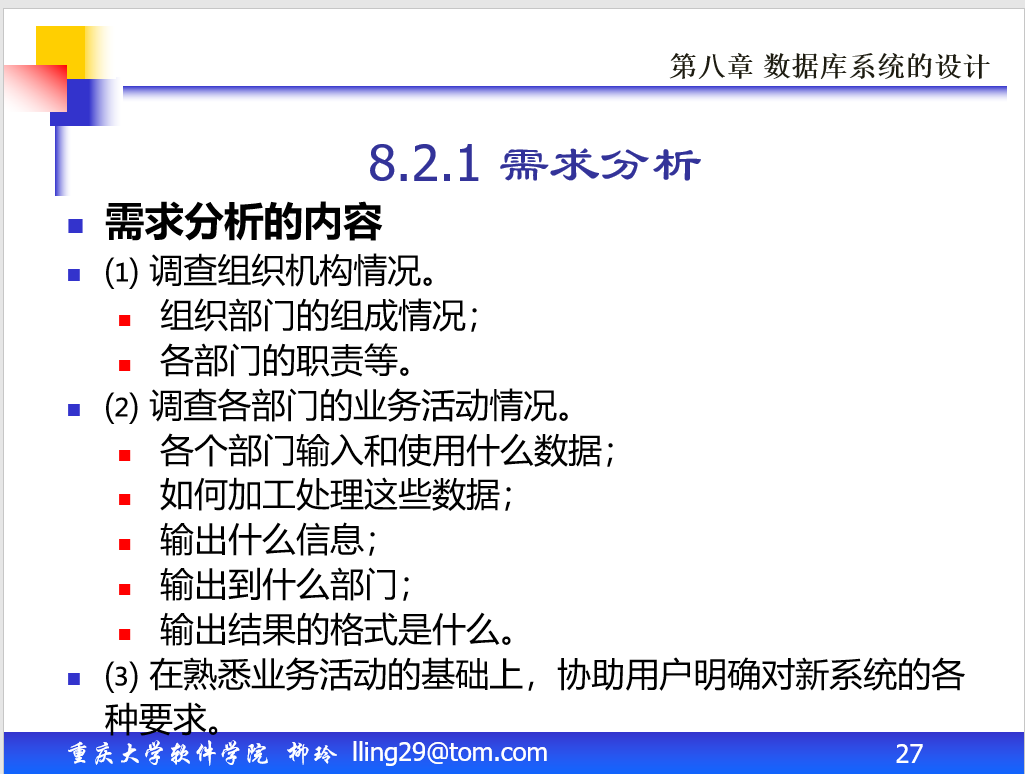 第八章 数据库系统的设计
8.2.1 需求分析
需求分析的内容
(1) 调查组织机构情况。
组织部门的组成情况；
各部门的职责等。
(2) 调查各部门的业务活动情况。
各个部门输入和使用什么数据；
如何加工处理这些数据；
输出什么信息；
输出到什么部门；
输出结果的格式是什么。
(3) 在熟悉业务活动的基础上，协助用户明确对新系统的各
种要求。
重庆大学软件学院 柳玲 lling29@tom.com 27